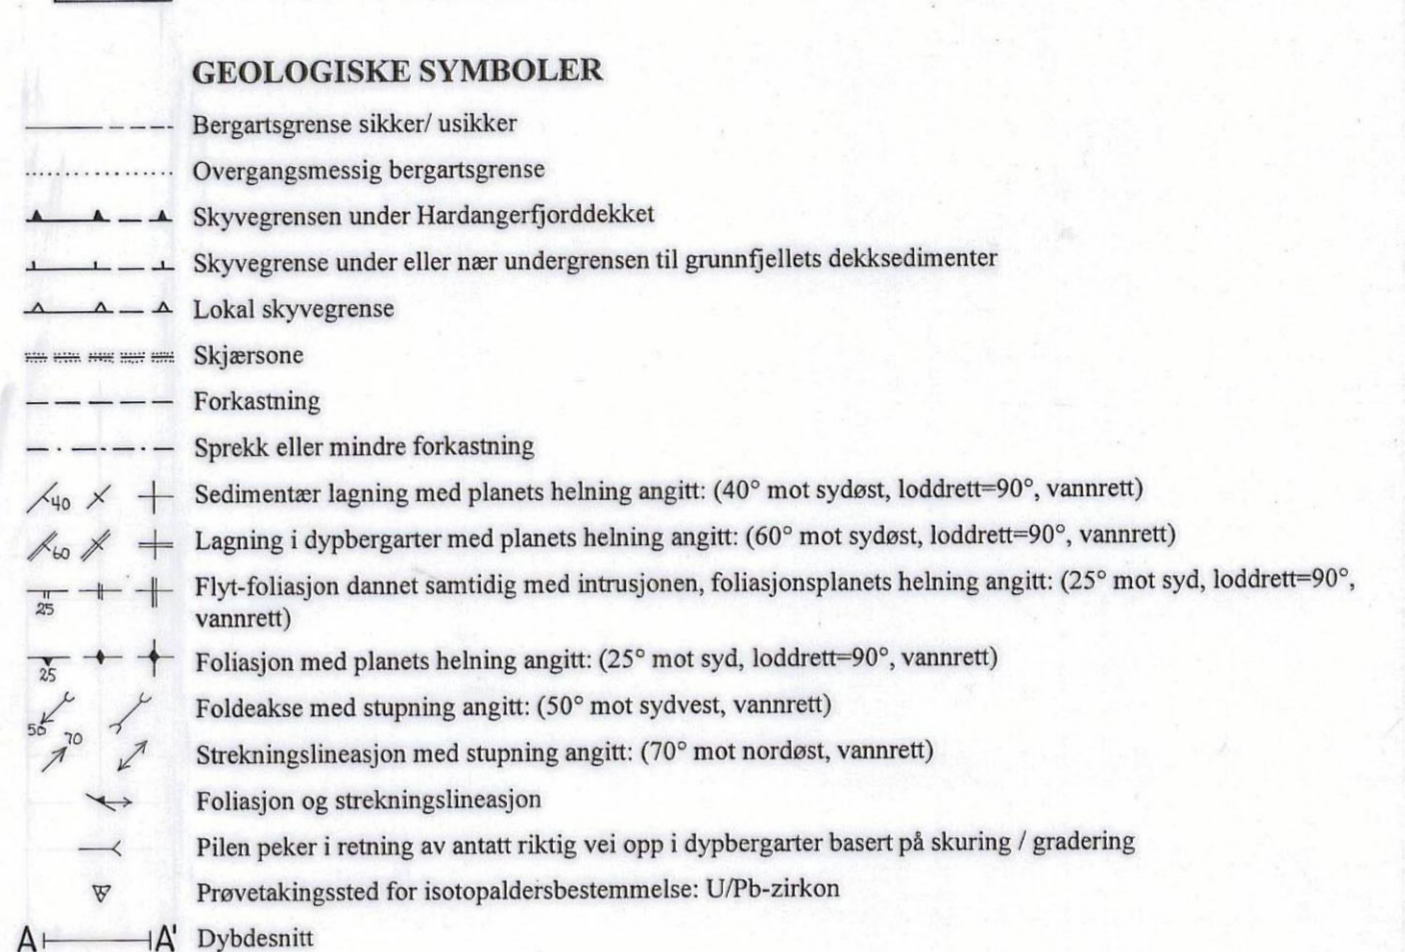 GEOLOGISKE SYMBOLER
Bergartsgrense sikker/ usikker
Overgangsmessig bergartsgrense
Skyvegrensen under Hardangerfjorddekket
Skyvegrense under eller nær undergrensen til grunnfjellets dekksedimenter
Lokal skyvegrense
Skjærsone
Forkastning
Sprekk eller mindre forkastning
40 Sedimentær lagning med planets helning angitt: (40° mot sydøst, loddrett=90°, vannrett)
60 Lagning i dypbergarter med planets helning angitt: (60° mot sydøst, loddrett=90°, vannrett)
25 Flyt-foliasjon dannet samtidig med intrusjonen, foliasjonsplanets helning angitt: (25° mot syd, loddrett=90°,
vannrett)
25 Foliasjon med planets helning angitt: (25° mot syd, loddrett=90°, vannrett)
50 Foldeakse med stupning angitt: (50° mot sydvest, vannrett)
70 Strekningslineasjon med stupning angitt: (70° mot nordøst, vannrett)
Foliasjon og strekningslineasjon
Pilen peker i retning av antatt riktig vei opp i dypbergarter basert på skuring / gradering
Prøvetakingssted for isotopaldersbestemmelse: U/Pb-zirkon
A A' Dybdesnitt